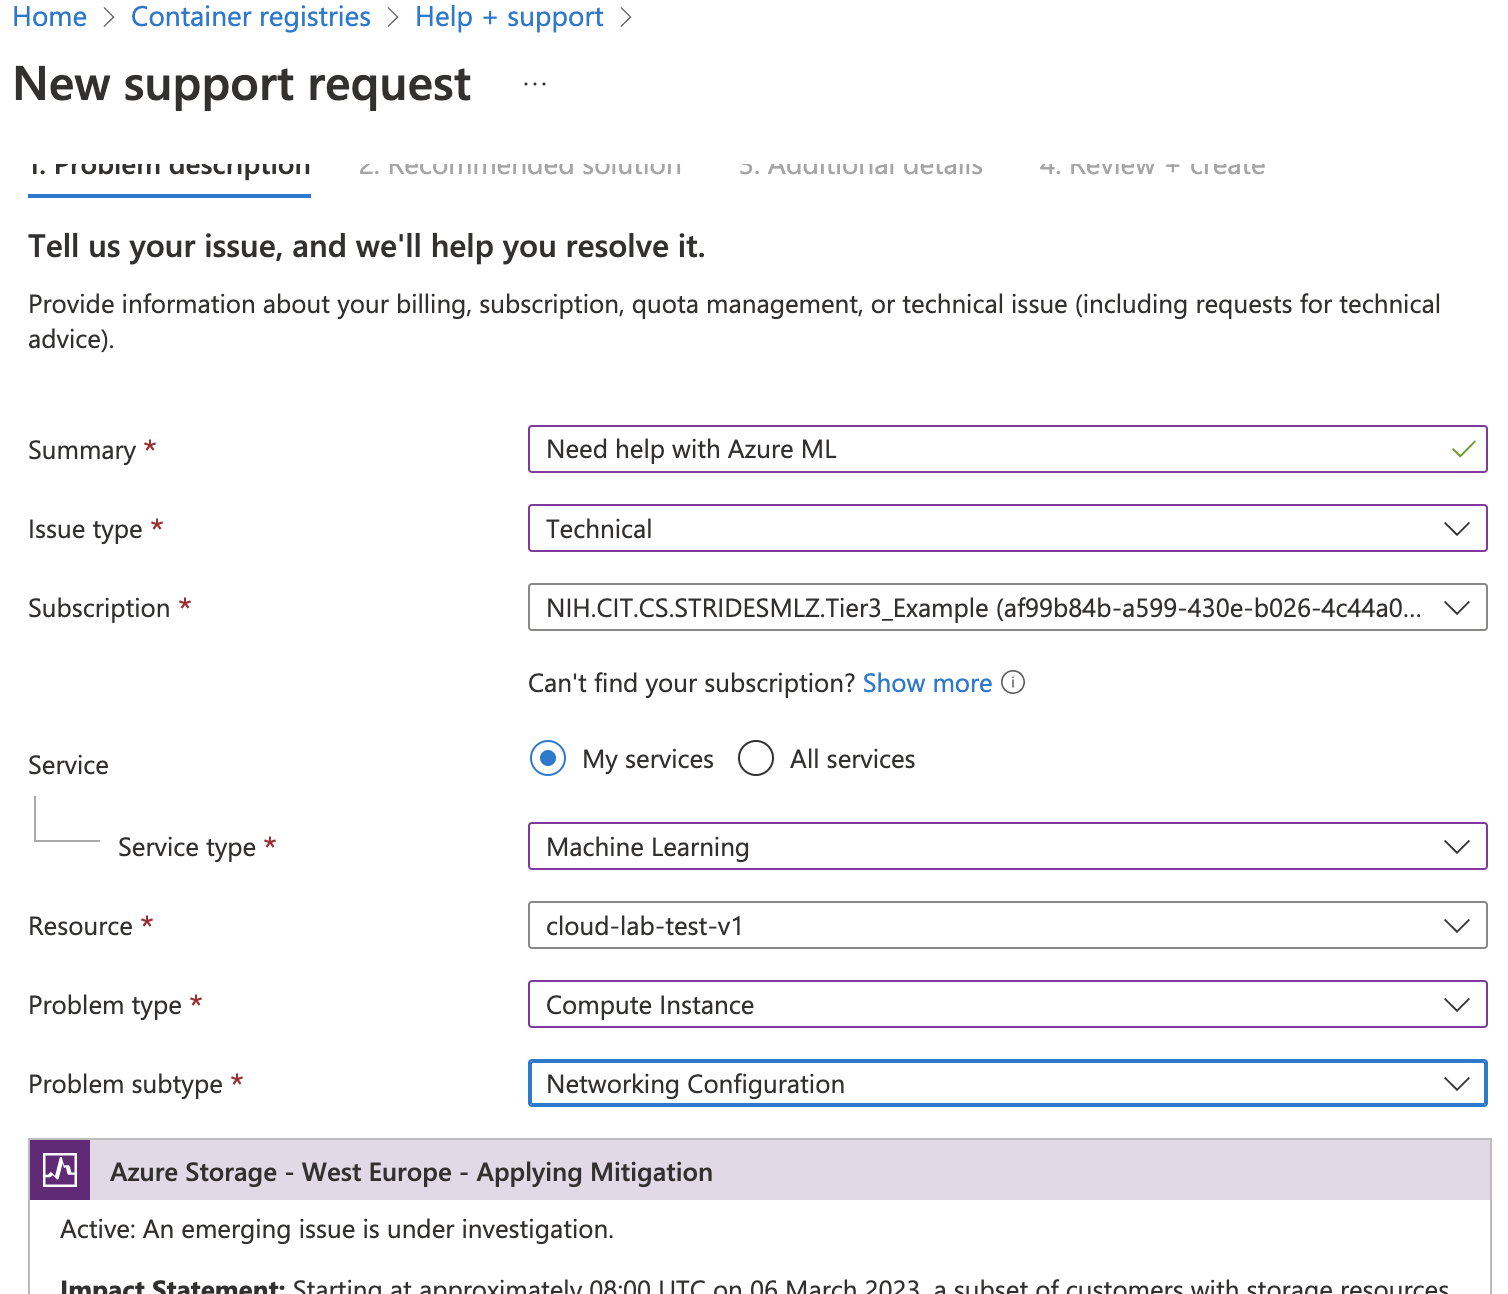 Home > Container registries > Help + support >
New support request ...
1. Problem description 2. Recommended solution 3. Additional details 4. Review + create
Tell us your issue, and we'll help you resolve it.
Provide information about your billing, subscription, quota management, or technical issue (including requests for technical
advice).
Summary * Need help with Azure ML
Issue type * Technical
Subscription * NIH.CIT.CS.STRIDESMLZ.Tier3_Example (af99b84b-a599-430e-b026-4c44a0...
Can't find your subscription? Show more
Service My services All services
Service type * Machine Learning
Resource * cloud-lab-test-v1
Problem type * Compute Instance
Problem subtype * Networking Configuration
Azure Storage - West Europe - Applying Mitigation
Active: An emerging issue is under investigation.
Impact Statement: Starting at approximately 08:00 UTC on 06 March 2023, a subset of customers with storage resources